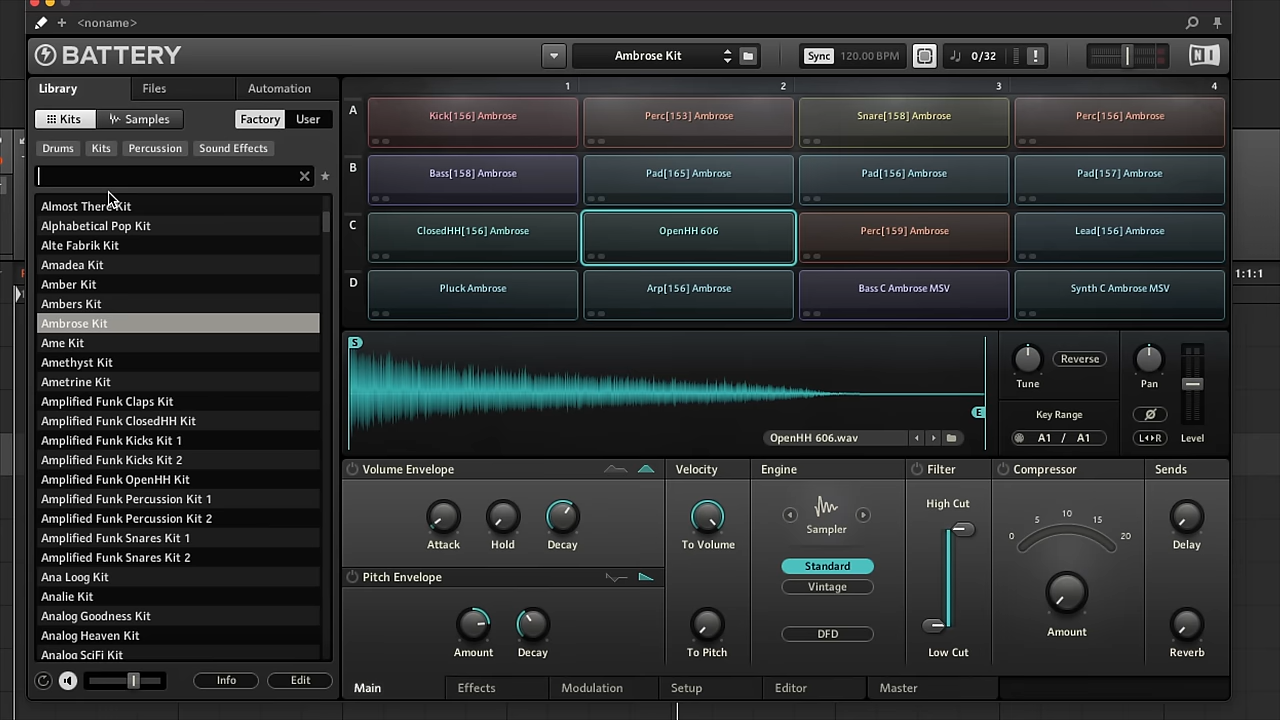 <noname>
BATTERY
Ambrose Kit
Sync 120.00 BPM
0/32
!
Library Files Automation
Kits Samples Factory User
Drums Kits Percussion Sound Effects
Almost There Kit
Alphabetical Pop Kit
Alte Fabrik Kit
Amadea Kit
Amber Kit
Ambers Kit
Ambrose Kit
Ame Kit
Amethyst Kit
Ametrine Kit
Amplified Funk Claps Kit
Amplified Funk ClosedHH Kit
Amplified Funk Kicks Kit 1
Amplified Funk Kicks Kit 2
Amplified Funk OpenHH Kit
Amplified Funk Percussion Kit 1
Amplified Funk Percussion Kit 2
Amplified Funk Snares Kit 1
Amplified Funk Snares Kit 2
Ana Loog Kit
Analie Kit
Analog Goodness Kit
Analog Heaven Kit
Analog SciFi Kit
Info Edit
1 2 3 4
A Kick[156] Ambrose Perc[153] Ambrose Snare[158] Ambrose Perc[156] Ambrose
B Bass[158] Ambrose Pad[165] Ambrose Pad[156] Ambrose Pad[157] Ambrose
C ClosedHH[156] Ambrose OpenHH 606 Perc[159] Ambrose Lead[156] Ambrose
D Pluck Ambrose Arp[156] Ambrose Bass C Ambrose MSV Synth C Ambrose MSV
1:1:1
S
E
OpenHH 606.wav
Tune Reverse
Key Range
A1 / A1
Pan
L R
Level
Volume Envelope
Attack Hold Decay
Pitch Envelope
Amount Decay
Velocity
To Volume
To Pitch
Engine
Sampler
Standard
Vintage
DFD
Filter
High Cut
Low Cut
Compressor
0 5 10 15 20
Amount
Sends
Delay
Reverb
Main Effects Modulation Setup Editor Master